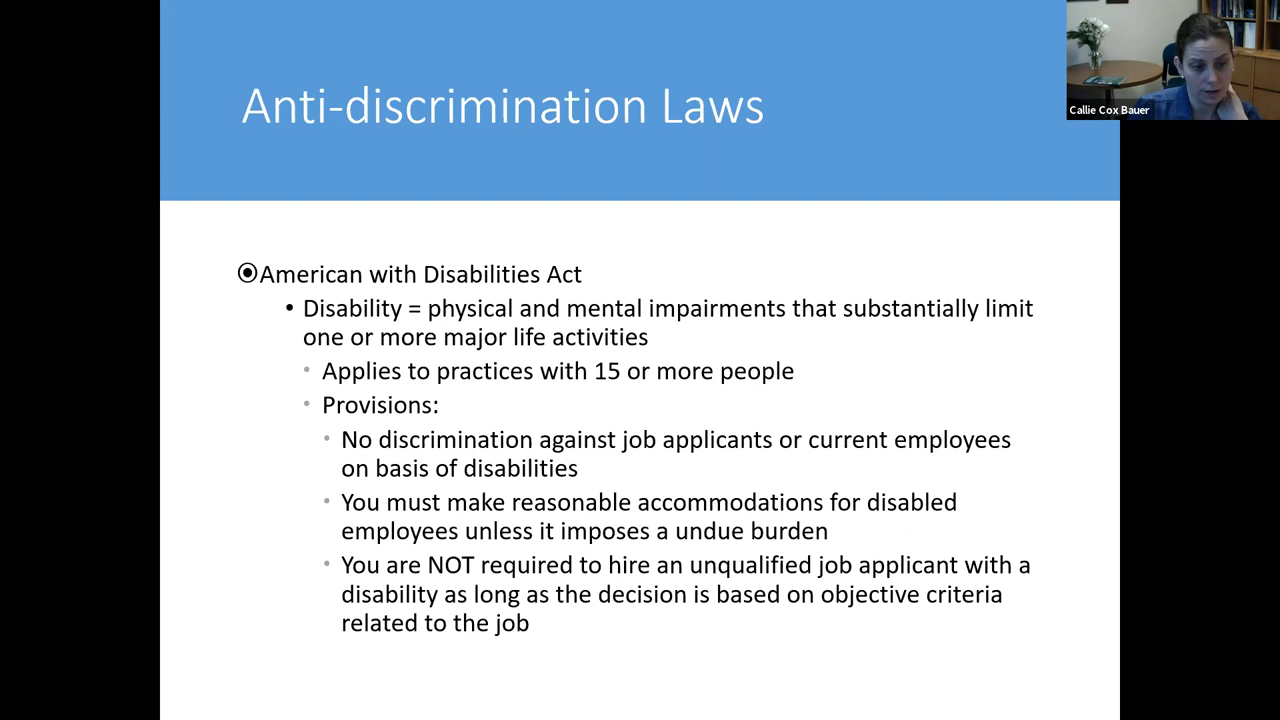 Anti-discrimination Laws
Callie Cox Bauer
American with Disabilities Act
• Disability = physical and mental impairments that substantially limit
one or more major life activities
• Applies to practices with 15 or more people
• Provisions:
• No discrimination against job applicants or current employees
on basis of disabilities
• You must make reasonable accommodations for disabled
employees unless it imposes a undue burden
• You are NOT required to hire an unqualified job applicant with a
disability as long as the decision is based on objective criteria
related to the job